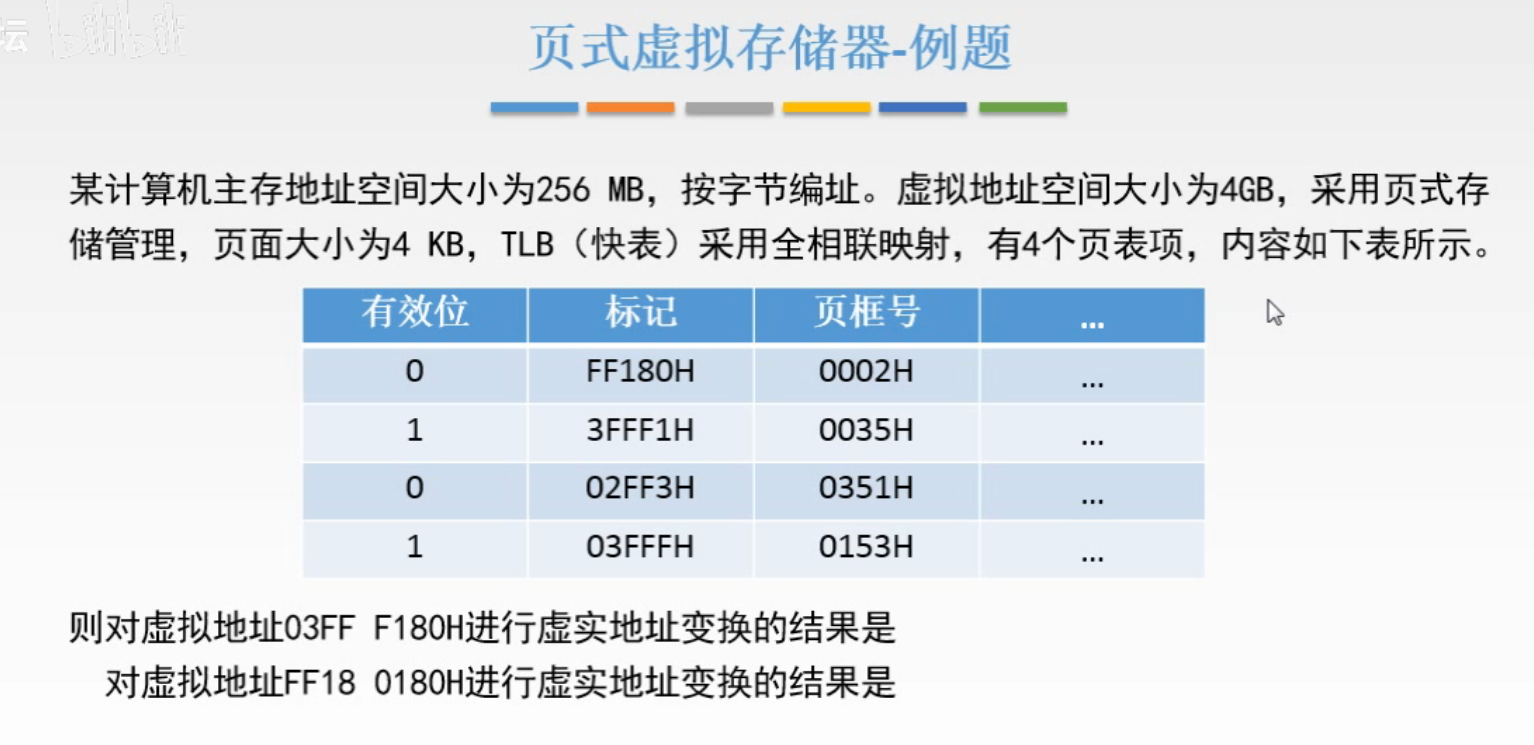 坛 bilibili
页式虚拟存储器-例题
某计算机主存地址空间大小为256 MB，按字节编址。虚拟地址空间大小为4GB，采用页式存
储管理，页面大小为4 KB，TLB（快表）采用全相联映射，有4个页表项，内容如下表所示。
有效位 标记 页框号 …
0 FF180H 0002H …
1 3FFF1H 0035H …
0 02FF3H 0351H …
1 03FFFH 0153H …
则对虚拟地址03FF F180H进行虚实地址变换的结果是
对虚拟地址FF18 0180H进行虚实地址变换的结果是